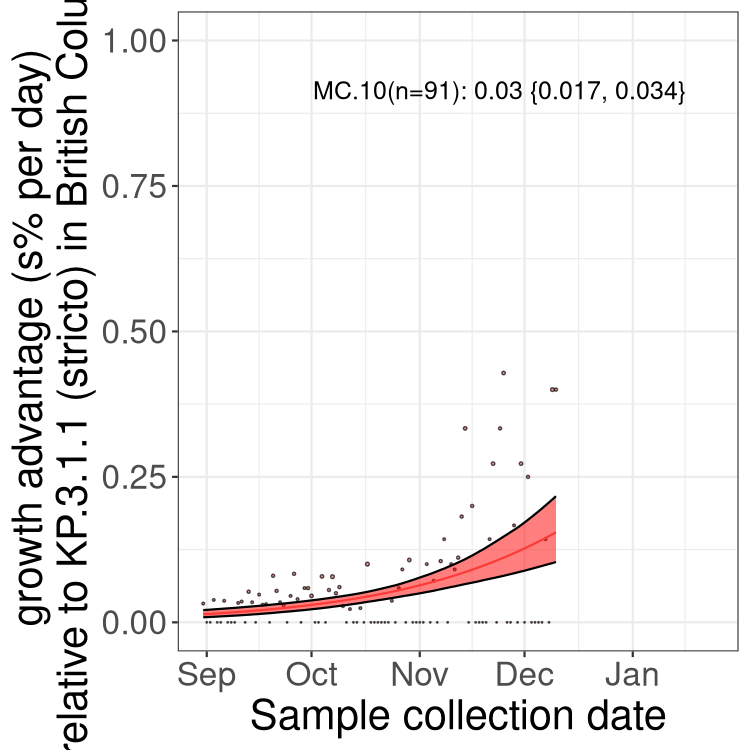 growth advantage (s% per day)
relative to KP.3.1.1 (stricto) in British
1.00
0.75
0.50
0.25
0.00
MC.10(n=91): 0.03 {0.017, 0.034}
Sep Oct Nov Dec Jan
Sample collection date